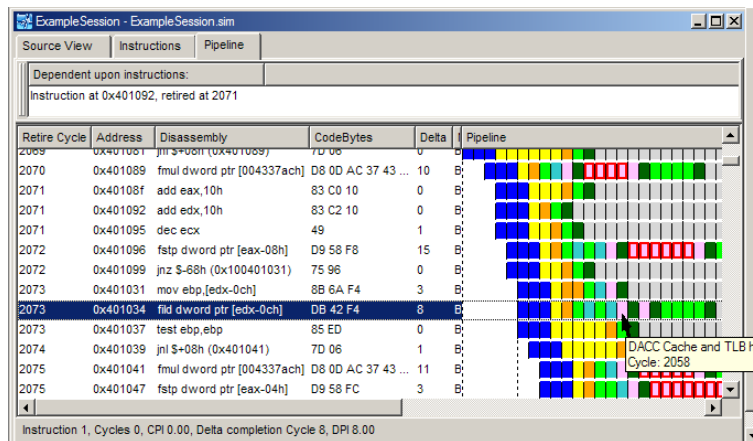 ExampleSession - ExampleSession.sim
Source View Instructions Pipeline
Dependent upon instructions:
Instruction at 0x401092, retired at 2071
Retire Cycle Address Disassembly CodeBytes Delta Pipeline
2069 0x401081 jnl $+08h (0x401089) 7D 06 0 B
2070 0x401089 fmul dword ptr [004337ach] D8 0D AC 37 43 ... 10 B
2071 0x40108f add eax,10h 83 C0 10 0 B
2071 0x401092 add edx,10h 83 C2 10 0 B
2071 0x401095 dec ecx 49 1 B
2072 0x401096 fstp dword ptr [eax-08h] D9 58 F8 15 B
2072 0x401099 jnz $-68h (0x100401031) 75 96 0 B
2073 0x401031 mov ebp,[edx-0ch] 8B 6A F4 3 B
2073 0x401034 fild dword ptr [edx-0ch] DB 42 F4 8 B
2073 0x401037 test ebp,ebp 85 ED 0 B
2074 0x401039 jnl $+08h (0x401041) 7D 06 1 B
DACC Cache and TLB h
2075 0x401041 fmul dword ptr [004337ach] D8 0D AC 37 43 ... 11 B
Cycle: 2058
2075 0x401047 fstp dword ptr [eax-04h] D9 58 FC 3 B
Instruction 1, Cycles 0, CPI 0.00, Delta completion Cycle 8, DPI 8.00